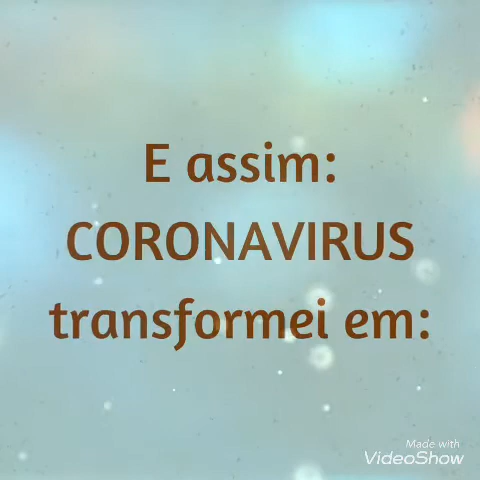 E assim:
CORONAVIRUS
transformei em:
Made with
VideoShow